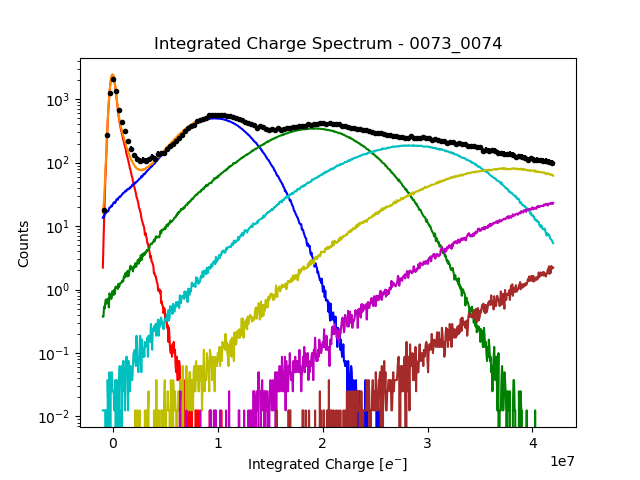 Integrated Charge Spectrum - 0073_0074
Counts
10³
10²
10¹
10⁰
10⁻¹
10⁻²
0 1 2 3 4
1e7
Integrated Charge [e⁻]